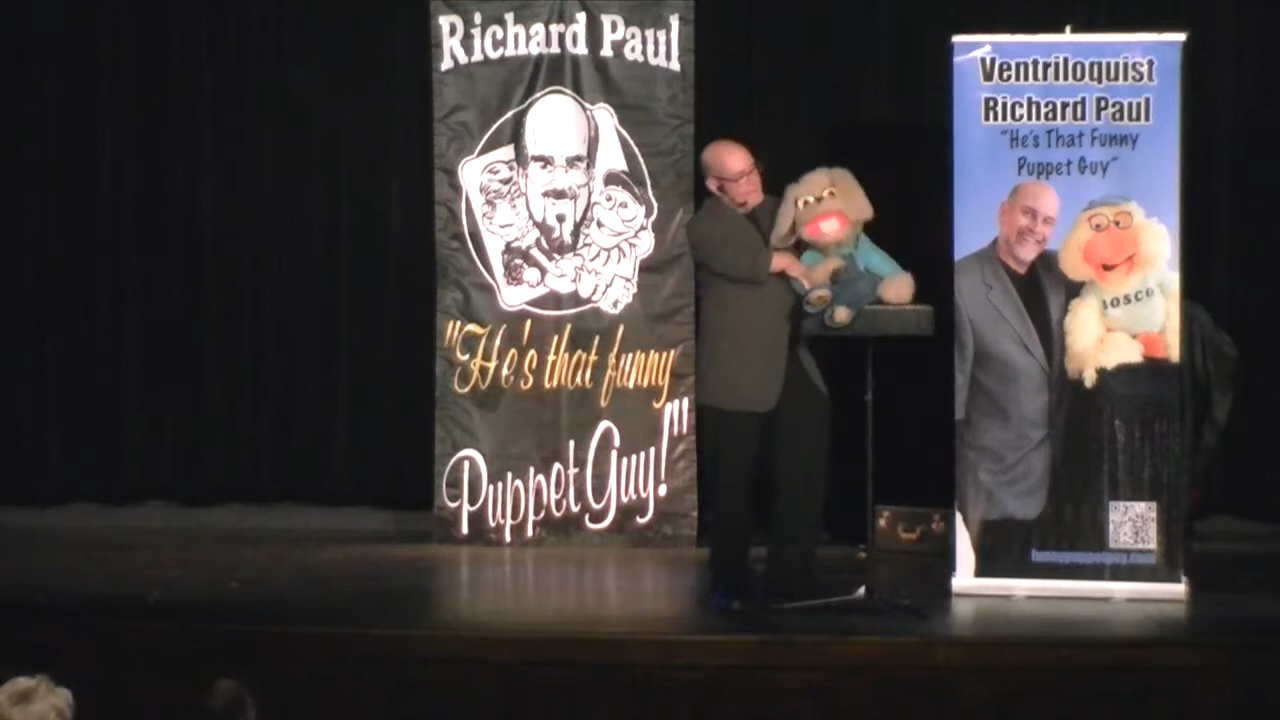 Richard Paul
"He's that funny
Puppet Guy!"
Ventriloquist
Richard Paul
"He's That Funny
Puppet Guy"
BOSCO